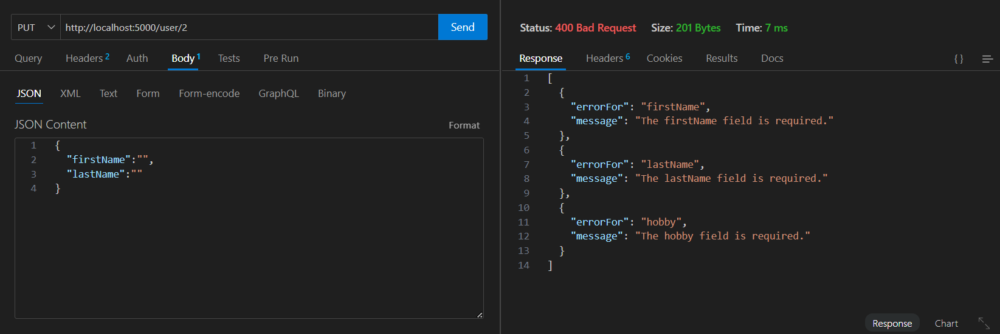 PUT http://localhost:5000/user/2 Send
Query Headers 2 Auth Body 1 Tests Pre Run
JSON XML Text Form Form-encode GraphQL Binary
JSON Content Format
1 {
2 "firstName":"",
3 "lastName":""
4 }
Status: 400 Bad Request Size: 201 Bytes Time: 7 ms
Response Headers 6 Cookies Results Docs { }
1 [
2 {
3 "errorFor": "firstName",
4 "message": "The firstName field is required."
5 },
6 {
7 "errorFor": "lastName",
8 "message": "The lastName field is required."
9 },
10 {
11 "errorFor": "hobby",
12 "message": "The hobby field is required."
13 }
14 ]
Response Chart